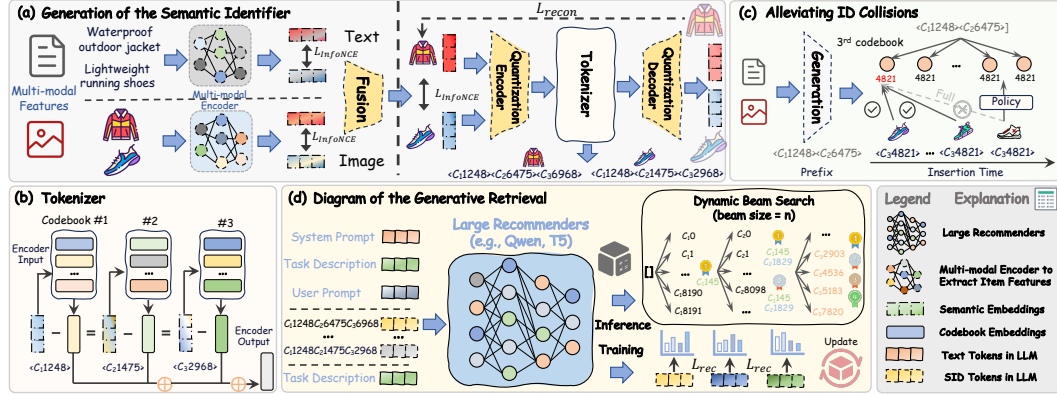 (a) Generation of the Semantic Identifier
Waterproof
outdoor jacket
Lightweight
running shoes
Multi-modal
Features
Multi-modal
Encoder
Text
L_InfoNCE
L_InfoNCE
Image
Fusion
L_recon
L_InfoNCE
Quantization
Encoder
Tokenizer
Quantization
Decoder
<C₁1248><C₂6475><C₃6968>
<C₁1248><C₂1475><C₃2968>
(c) Alleviating ID Collisions
<C₁1248><C₂6475>]
3rd codebook
4821
4821
...
4821
4821
Full
Policy
Generation
<C₁1248><C₂6475>
<C₃4821>
...
<C₃4821>
<C₃4821>
Prefix
Insertion Time
(b) Tokenizer
Codebook #1
#2
#3
Encoder
Input
...
...
...
-
=
-
=
-
Encoder
Output
<C₁1248>
<C₂1475>
<C₃2968>
(d) Diagram of the Generative Retrieval
System Prompt
Task Description
User Prompt
C₁1248C₂6475C₃6968
...
C₁1248C₂1475C₃2968
Task Description
Large Recommenders
(e.g., Qwen, T5)
Inference
Training
Dynamic Beam Search
(beam size = n)
[]
C₁0
C₁1
...
C₁8190
C₁8191
C₁145
C₂0
C₂1
...
C₂8098
...
C₁145
C₂1829
C₁145
C₂1829
...
C₃2903
C₃4536
C₃5183
C₃7820
L_rec
L_rec
Update
Legend
Explanation
Large Recommenders
Multi-modal Encoder to
Extract Item Features
Semantic Embeddings
Codebook Embeddings
Text Tokens in LLM
SID Tokens in LLM